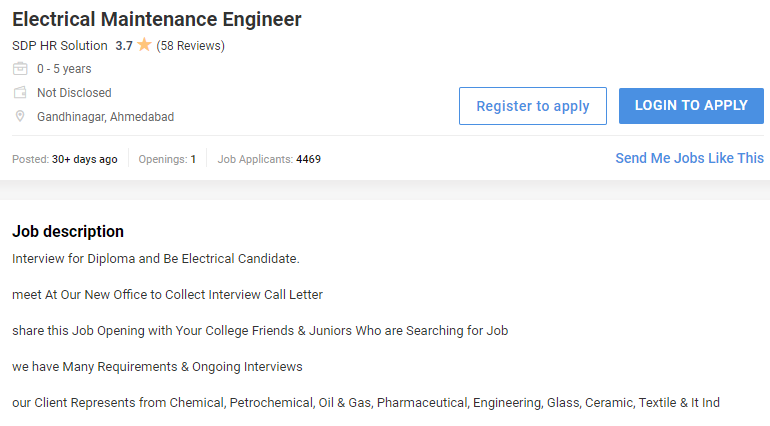 Electrical Maintenance Engineer
SDP HR Solution 3.7 (58 Reviews)
0 - 5 years
Not Disclosed
Gandhinagar, Ahmedabad
Register to apply
LOGIN TO APPLY
Posted: 30+ days ago Openings: 1 Job Applicants: 4469
Send Me Jobs Like This
Job description
Interview for Diploma and Be Electrical Candidate.
meet At Our New Office to Collect Interview Call Letter
share this Job Opening with Your College Friends & Juniors Who are Searching for Job
we have Many Requirements & Ongoing Interviews
our Client Represents from Chemical, Petrochemical, Oil & Gas, Pharmaceutical, Engineering, Glass, Ceramic, Textile & It Ind